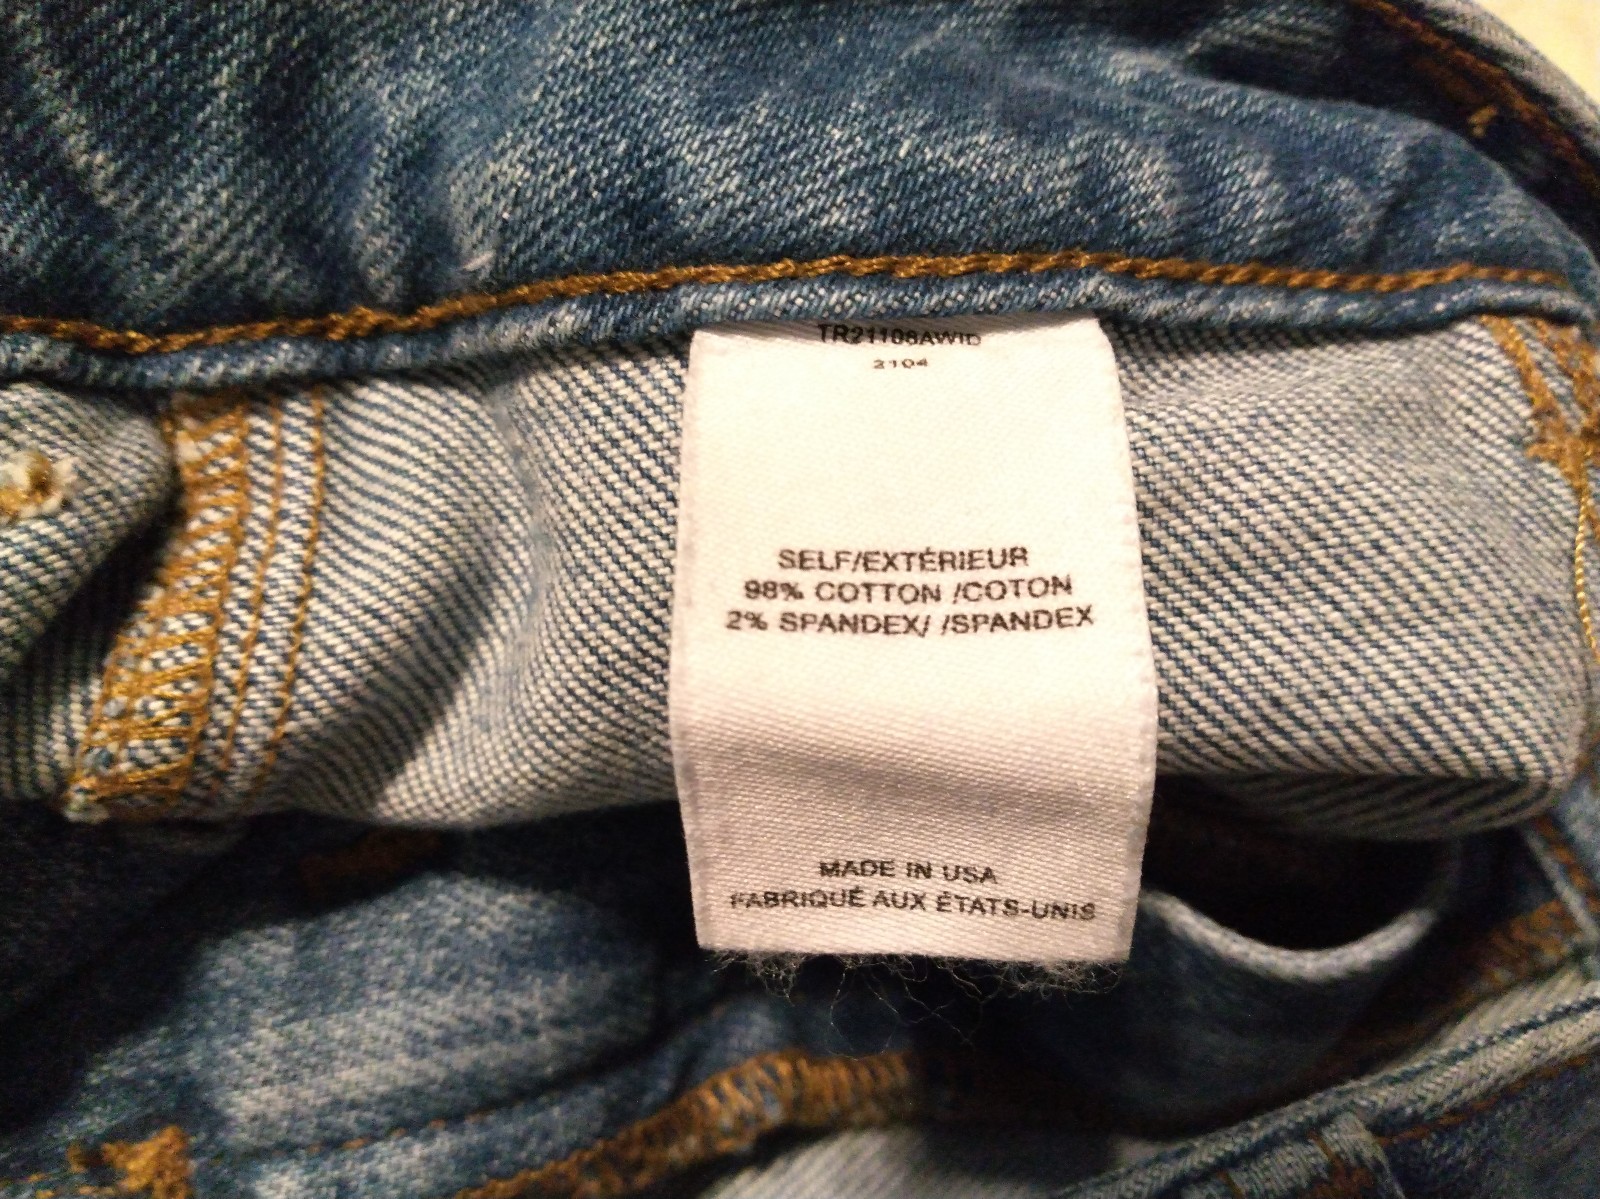 TR21108AWID
2104
SELF/EXTÉRIEUR
98% COTTON /COTON
2% SPANDEX/ /SPANDEX
MADE IN USA
FABRIQUÉ AUX ÉTATS-UNIS